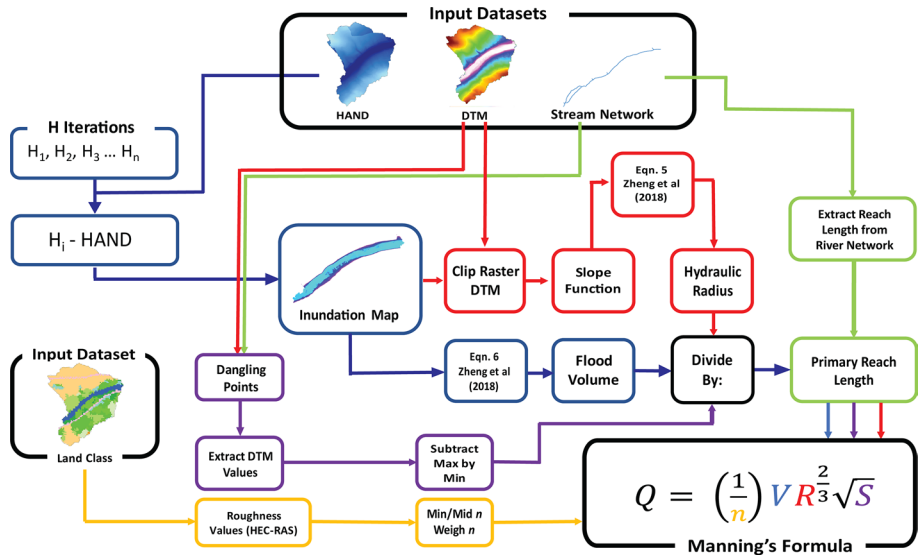 Input Datasets
HAND
DTM
Stream Network
H Iterations
H1, H2, H3 ... Hn
Hi - HAND
Eqn. 5
Zheng et al
(2018)
Extract Reach
Length from
River Network
Inundation Map
Clip Raster
DTM
Slope
Function
Hydraulic
Radius
Input Dataset
Land Class
Dangling
Points
Eqn. 6
Zheng et al
(2018)
Flood
Volume
Divide
By:
Primary Reach
Length
Extract DTM
Values
Subtract
Max by
Min
Roughness
Values (HEC-RAS)
Min/Mid n
Weigh n
Q = (1/n) V R^(2/3) √S
Manning's Formula